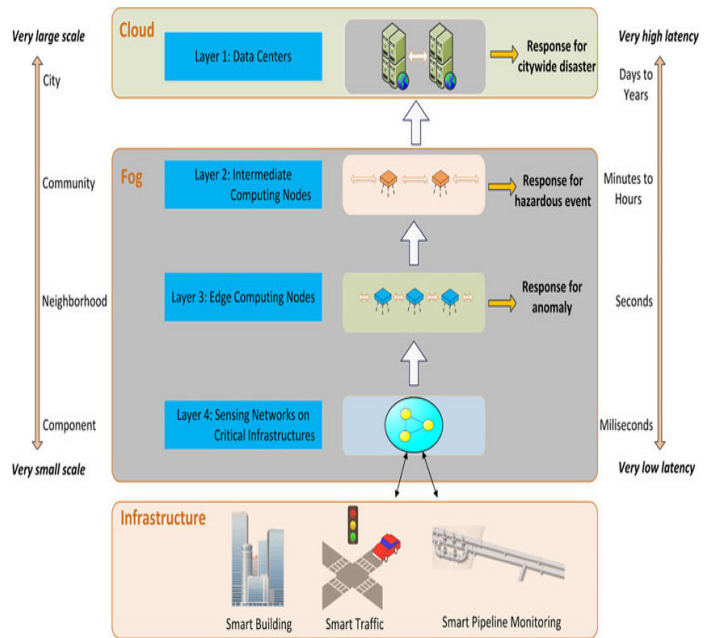 Very large scale
Cloud
Very high latency
Layer 1: Data Centers
Response for
citywide disaster
City
Days to
Years
Fog
Layer 2: Intermediate
Computing Nodes
Response for
hazardous event
Community
Minutes to
Hours
Layer 3: Edge Computing Nodes
Response for
anomaly
Neighborhood
Seconds
Layer 4: Sensing Networks on
Critical Infrastructures
Component
Miliseconds
Very small scale
Very low latency
Infrastructure
Smart Building
Smart Traffic
Smart Pipeline Monitoring